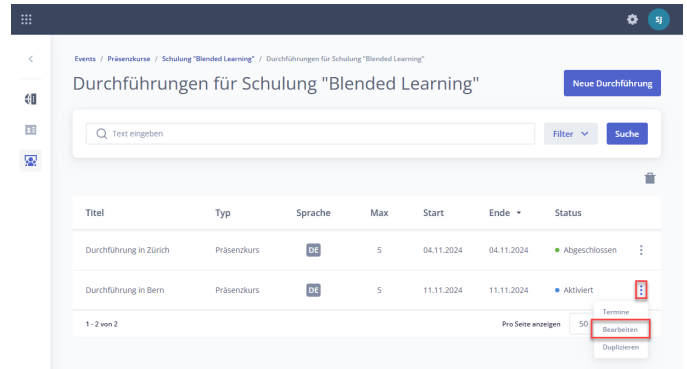 SJ
Events / Präsenzkurse / Schulung "Blended Learning" / Durchführungen für Schulung "Blended Learning"
Durchführungen für Schulung "Blended Learning"
Neue Durchführung
Text eingeben
Filter
Suche
Titel Typ Sprache Max Start Ende Status
Durchführung in Zürich Präsenzkurs DE 5 04.11.2024 04.11.2024 Abgeschlossen
Durchführung in Bern Präsenzkurs DE 5 11.11.2024 11.11.2024 Aktiviert
1 - 2 von 2 Pro Seite anzeigen 50
Termine
Bearbeiten
Duplizieren